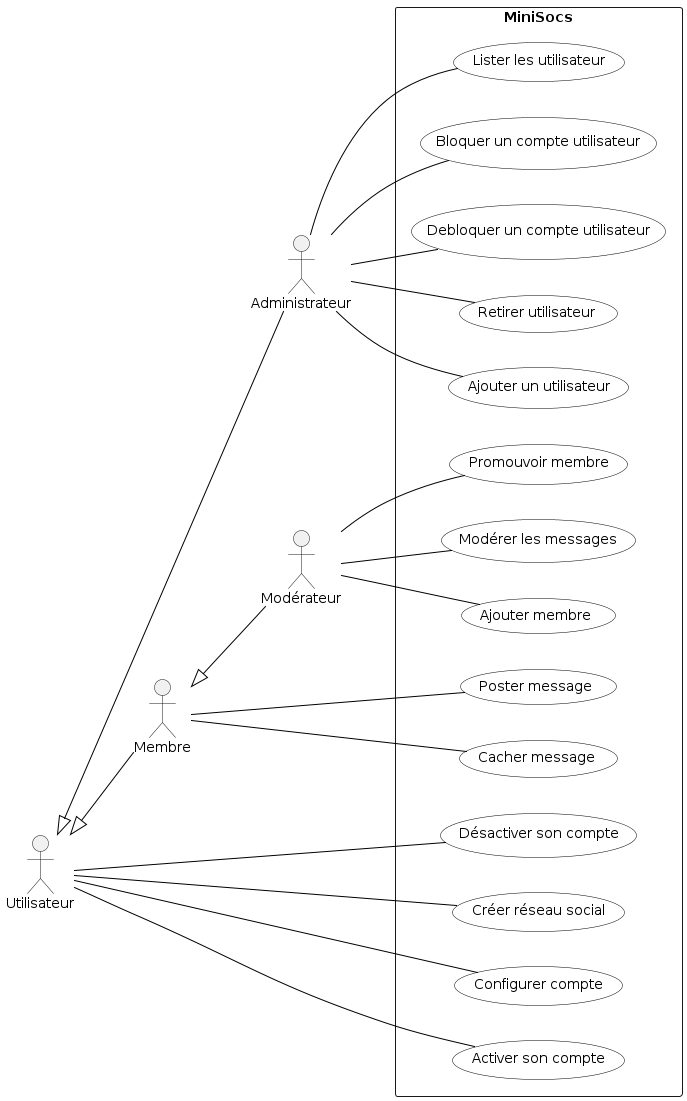 MiniSocs
Lister les utilisateur
Bloquer un compte utilisateur
Debloquer un compte utilisateur
Administrateur
Retirer utilisateur
Ajouter un utilisateur
Promouvoir membre
Modérer les messages
Modérateur
Ajouter membre
Poster message
Membre
Cacher message
Désactiver son compte
Utilisateur
Créer réseau social
Configurer compte
Activer son compte